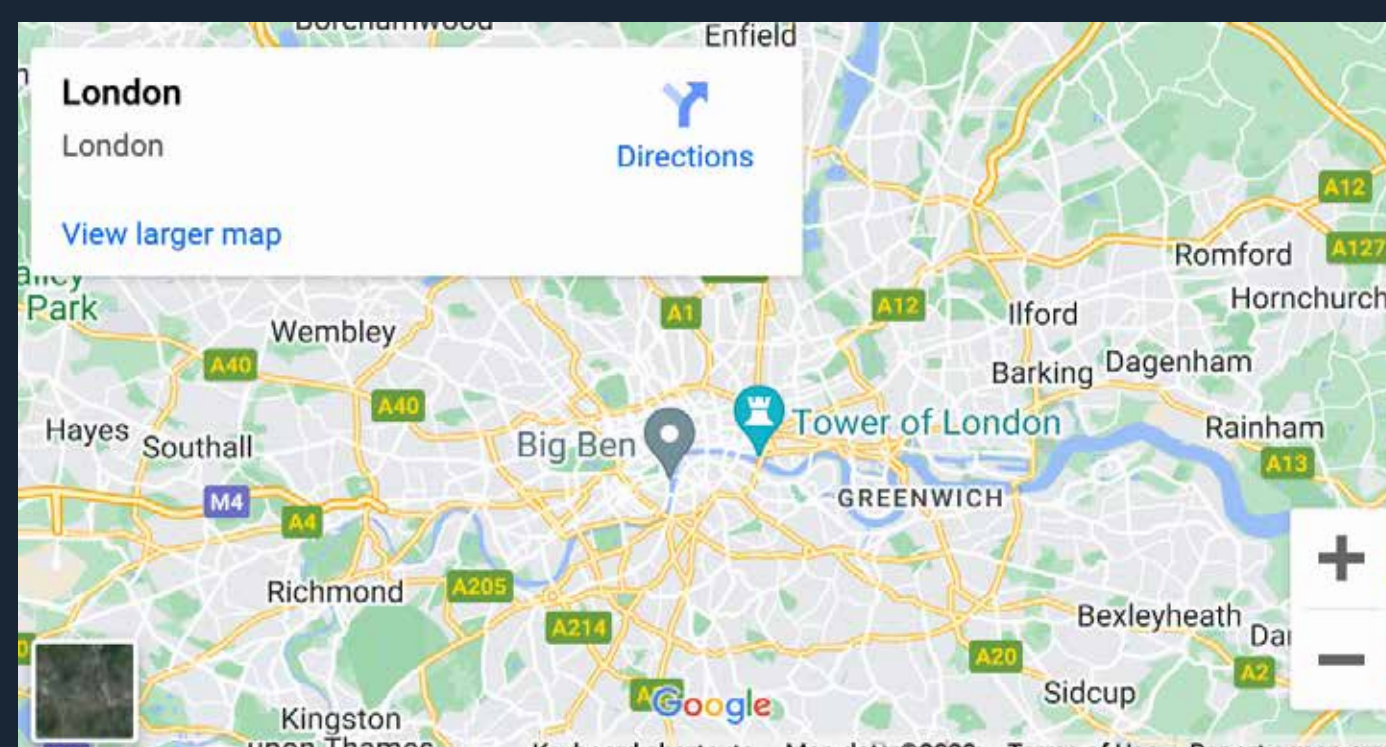 Enfield
London
London
Directions
View larger map
A12
Romford
A127
Park
Hornchurch
A1
A12
Ilford
Wembley
A40
Barking
Dagenham
A40
Hayes
Southall
Big Ben
Tower of London
Rainham
A13
M4
A4
GREENWICH
Richmond
A205
A214
Bexleyheath
A20
A2
Sidcup
Google
Kingston